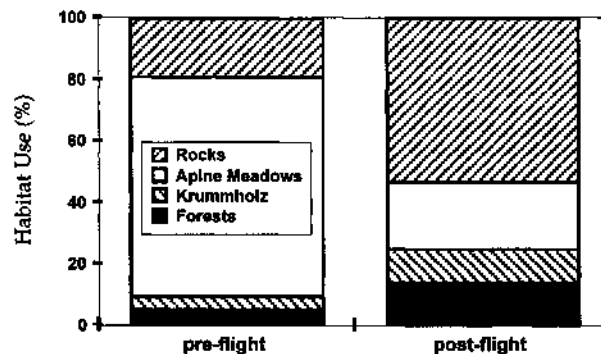 Habitat Use (%)
100
80
60
40
20
0
Rocks
Apine Meadows
Krummholz
Forests
pre-flight
post-flight